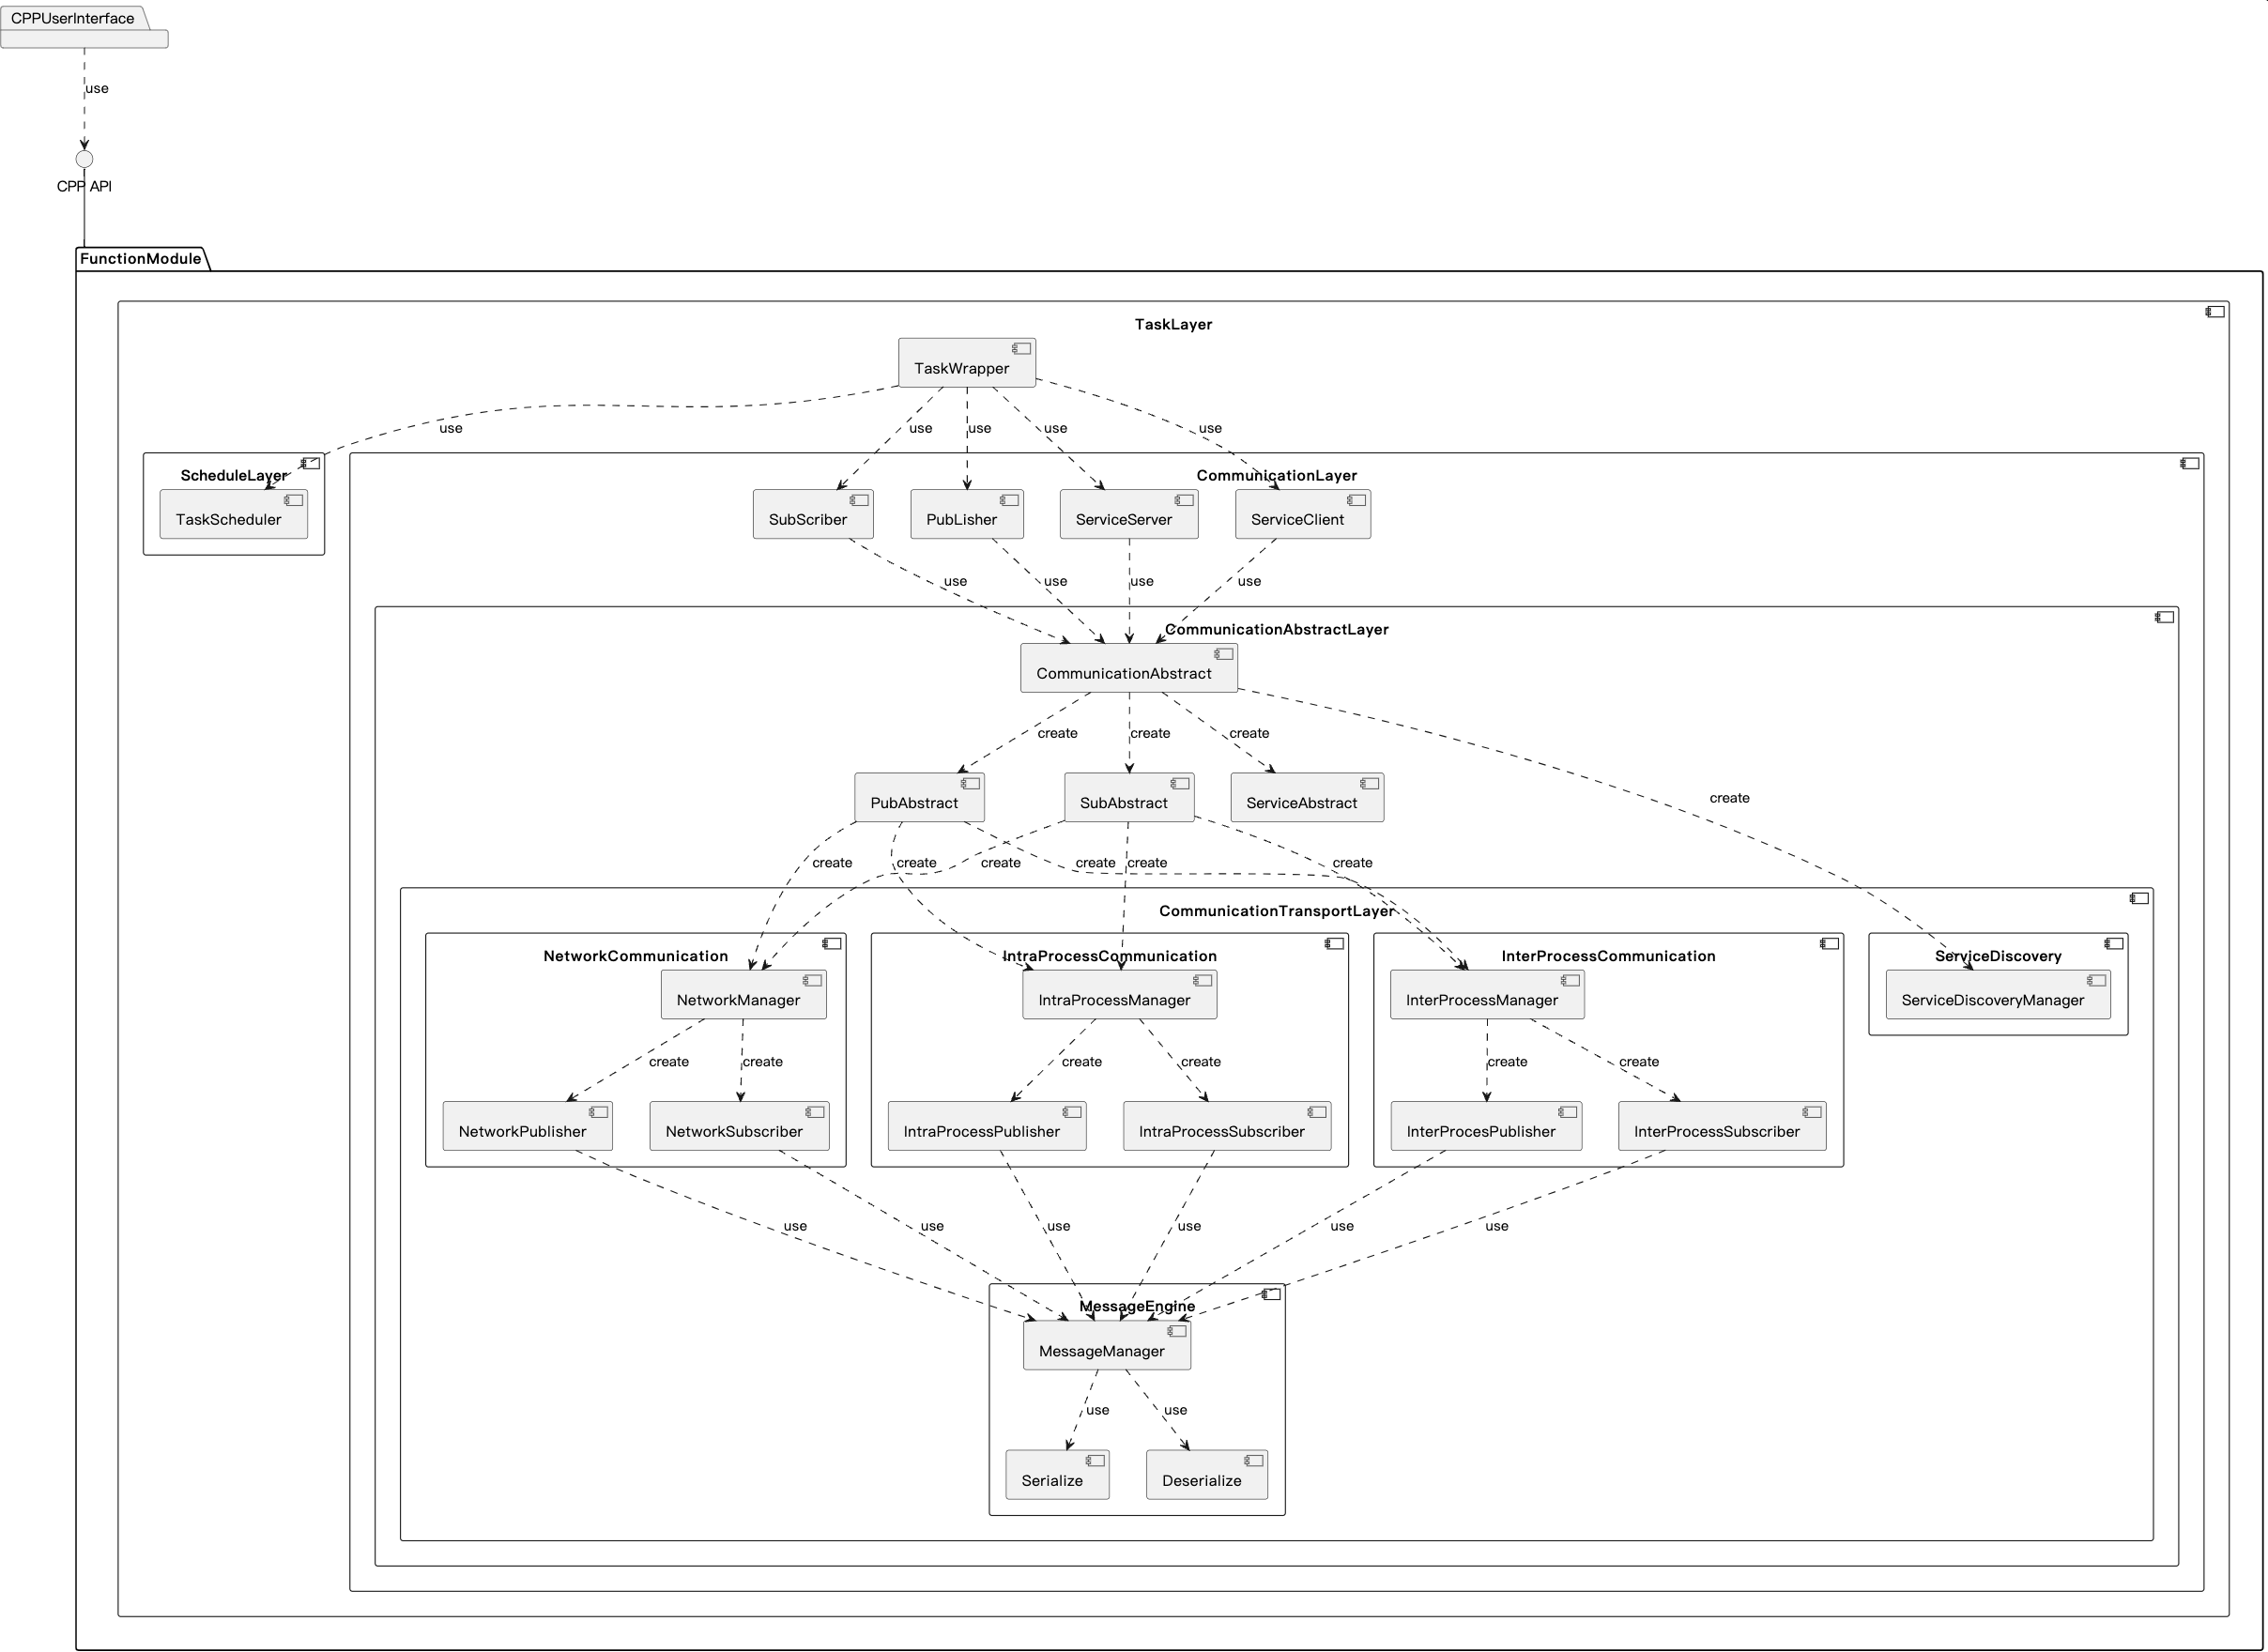 CPPUserInterface
use
CPP API
FunctionModule
TaskLayer
TaskWrapper
use use use use use
ScheduleLayer CommunicationLayer
TaskScheduler SubScriber PubLisher ServiceServer ServiceClient
use use use use
CommunicationAbstractLayer
CommunicationAbstract
create create create
create
PubAbstract SubAbstract ServiceAbstract
create create create create create create
CommunicationTransportLayer
NetworkCommunication IntraProcessCommunication InterProcessCommunication ServiceDiscovery
NetworkManager IntraProcessManager InterProcessManager ServiceDiscoveryManager
create create create create create create
NetworkPublisher NetworkSubscriber IntraProcessPublisher IntraProcessSubscriber InterProcesPublisher InterProcessSubscriber
use use use use use use
MessageEngine
MessageManager
use use
Serialize Deserialize